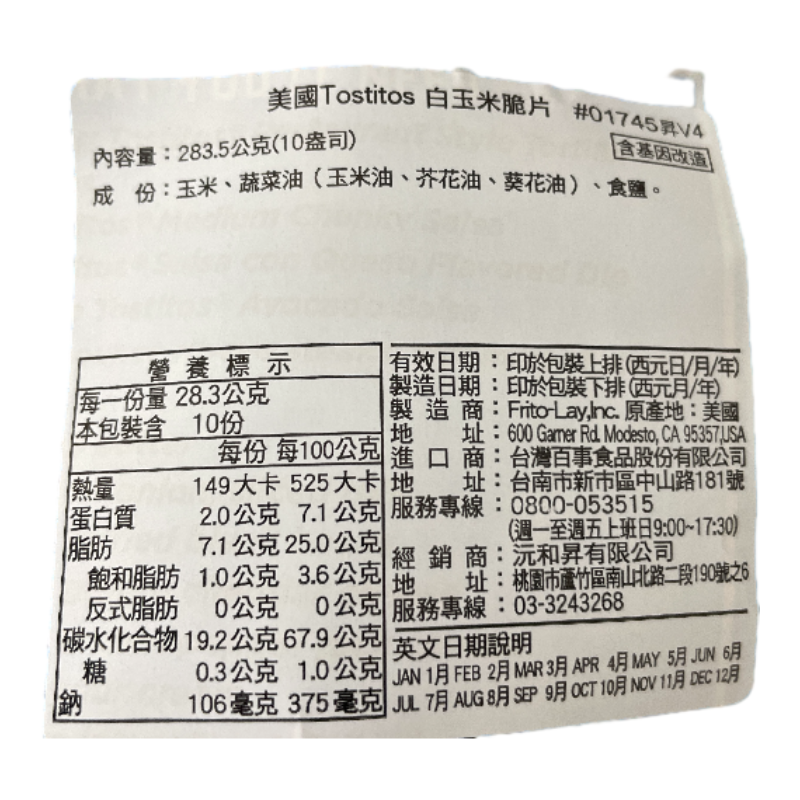 美國Tostitos 白玉米脆片 #01745昇V4
內容量：283.5公克(10盎司)
含基因改造
成 份：玉米、蔬菜油（玉米油、芥花油、葵花油）、食鹽。
營養標示
每一份量 28.3公克
本包裝含 10份
每份 每100公克
熱量 149大卡 525大卡
蛋白質 2.0公克 7.1公克
脂肪 7.1公克 25.0公克
飽和脂肪 1.0公克 3.6公克
反式脂肪 0公克 0公克
碳水化合物 19.2公克 67.9公克
糖 0.3公克 1.0公克
鈉 106毫克 375毫克
有效日期：印於包裝上排(西元日/月/年)
製造日期：印於包裝下排(西元月/年)
製造商：Frito-Lay,Inc. 原產地：美國
地址：600 Garner Rd. Modesto, CA 95357,USA
進口商：台灣百事食品股份有限公司
地址：台南市新市區中山路181號
服務專線：0800-053515
(週一至週五上班日9:00~17:30)
經銷商：沅和昇有限公司
地址：桃園市蘆竹區南山北路二段190號之6
服務專線：03-3243268
英文日期說明
JAN 1月 FEB 2月 MAR 3月 APR 4月 MAY 5月 JUN 6月
JUL 7月 AUG 8月 SEP 9月 OCT 10月 NOV 11月 DEC 12月